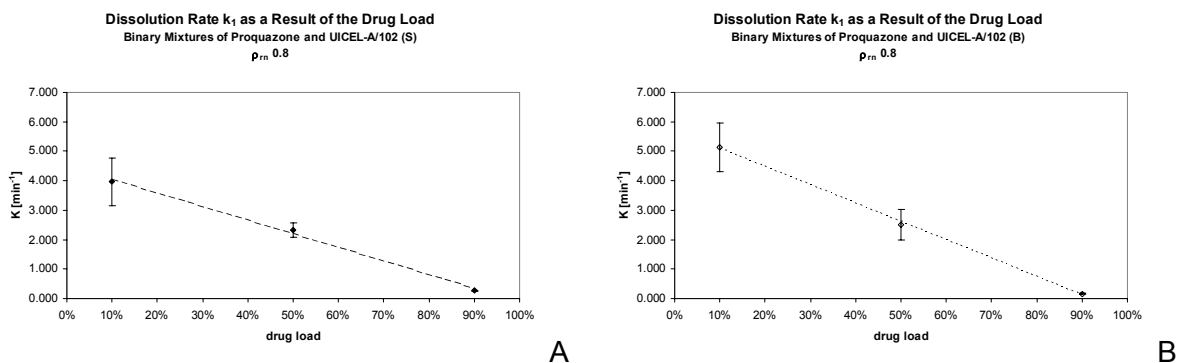 Dissolution Rate k1 as a Result of the Drug Load
Binary Mixtures of Proquazone and UICEL-A/102 (S)
ρrn 0.8
7.000
6.000
5.000
4.000
3.000
2.000
1.000
0.000
K [min-1]
0% 10% 20% 30% 40% 50% 60% 70% 80% 90% 100%
drug load
A
Dissolution Rate k1 as a Result of the Drug Load
Binary Mixtures of Proquazone and UICEL-A/102 (B)
ρrn 0.8
7.000
6.000
5.000
4.000
3.000
2.000
1.000
0.000
K [min-1]
0% 10% 20% 30% 40% 50% 60% 70% 80% 90% 100%
drug load
B